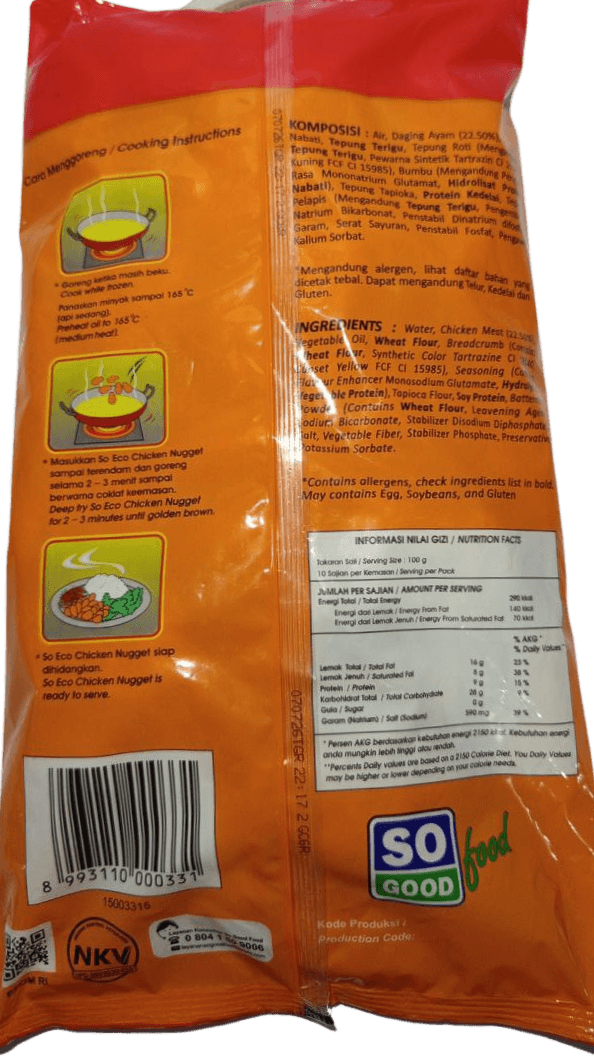 Cara Menggoreng / Cooking Instructions
* Goreng ketika masih beku.
Cook while frozen.
Panaskan minyak sampai 165°C
(api sedang).
Preheat oil to 165°C
(medium heat).
* Masukkan So Eco Chicken Nugget
sampai terendam dan goreng
selama 2 - 3 menit sampai
berwarna coklat keemasan.
Deep fry So Eco Chicken Nugget
for 2 - 3 minutes until golden brown.
* So Eco Chicken Nugget siap
dihidangkan.
So Eco Chicken Nugget is
ready to serve.
8 993110 000331
15003316
NKV
0 804 1
9006
070726TGR 22:17 2 GOGR
KOMPOSISI : Air, Daging Ayam (22.50%)
Nabati, Tepung Terigu, Tepung Roti
Tepung Terigu, Pewarna Sintetik Tartrazin CI
Kuning FCF CI 15985), Bumbu (Mengandung
Rasa Mononatrium Glutamat, Hidrolisat
Nabati), Tepung Tapioka, Protein Kedelai,
Pelapis (Mengandung Tepung Terigu,
Natrium Bikarbonat, Penstabil Dinatrium
Garam, Serat Sayuran, Penstabil Fosfat,
Kalium Sorbat.
*Mengandung alergen, lihat daftar bahan yang
dicetak tebal. Dapat mengandung Telur, Kedelai dan
Gluten.
INGREDIENTS : Water, Chicken Meat (22.50%)
Vegetable Oil, Wheat Flour, Breadcrumb
Wheat Flour, Synthetic Color Tartrazine CI
Sunset Yellow FCF CI 15985), Seasoning
Flavour Enhancer Monosodium Glutamate,
Vegetable Protein), Tapioca Flour, Soy Protein,
Powder (Contains Wheat Flour, Leavening
Sodium Bicarbonate, Stabilizer Disodium Diphosphate
Salt, Vegetable Fiber, Stabilizer Phosphate, Preservative
Potassium Sorbate.
*Contains allergens, check ingredients list in bold.
May contains Egg, Soybeans, and Gluten
INFORMASI NILAI GIZI / NUTRITION FACTS
Takaran Saji / Serving Size : 100 g
10 Sajian per Kemasan / Serving per Pack
JUMLAH PER SAJIAN / AMOUNT PER SERVING
Energi Total / Total Energy 290 kkal
Energi dari Lemak / Energy From Fat 140 kkal
Energi dari Lemak Jenuh / Energy From Saturated Fat 70 kkal
% AKG*
% Daily Values**
Lemak Total / Total Fat 16 g 23 %
Lemak Jenuh / Saturated Fat 8 g 38 %
Protein / Protein 9 g 15 %
Karbohidrat Total / Total Carbohydrate 28 g 9 %
Gula / Sugar 0 g
Garam (Natrium) / Salt (Sodium) 590 mg 39 %
* Persen AKG berdasarkan kebutuhan energi 2150 kkal. Kebutuhan energi
anda mungkin lebih tinggi atau rendah.
**Percents Daily values are based on a 2150 Calorie Diet. You Daily Values
may be higher or lower depending on your calorie needs.
SO
GOOD
food
Kode Produksi /
Production Code: